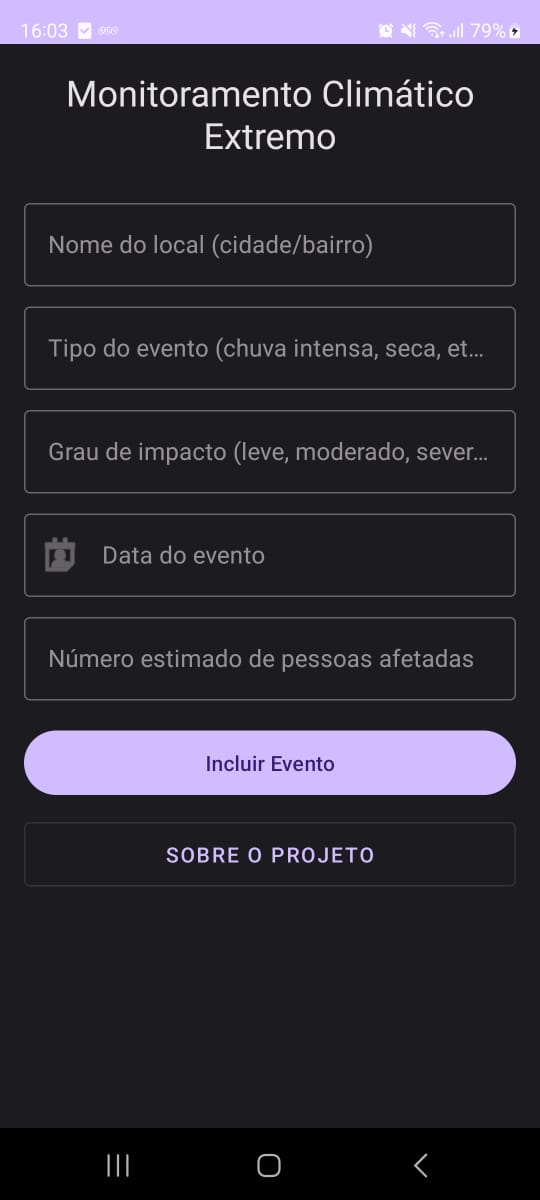 16:03 79%
Monitoramento Climático
Extremo
Nome do local (cidade/bairro)
Tipo do evento (chuva intensa, seca, et...
Grau de impacto (leve, moderado, sever...
Data do evento
Número estimado de pessoas afetadas
Incluir Evento
SOBRE O PROJETO